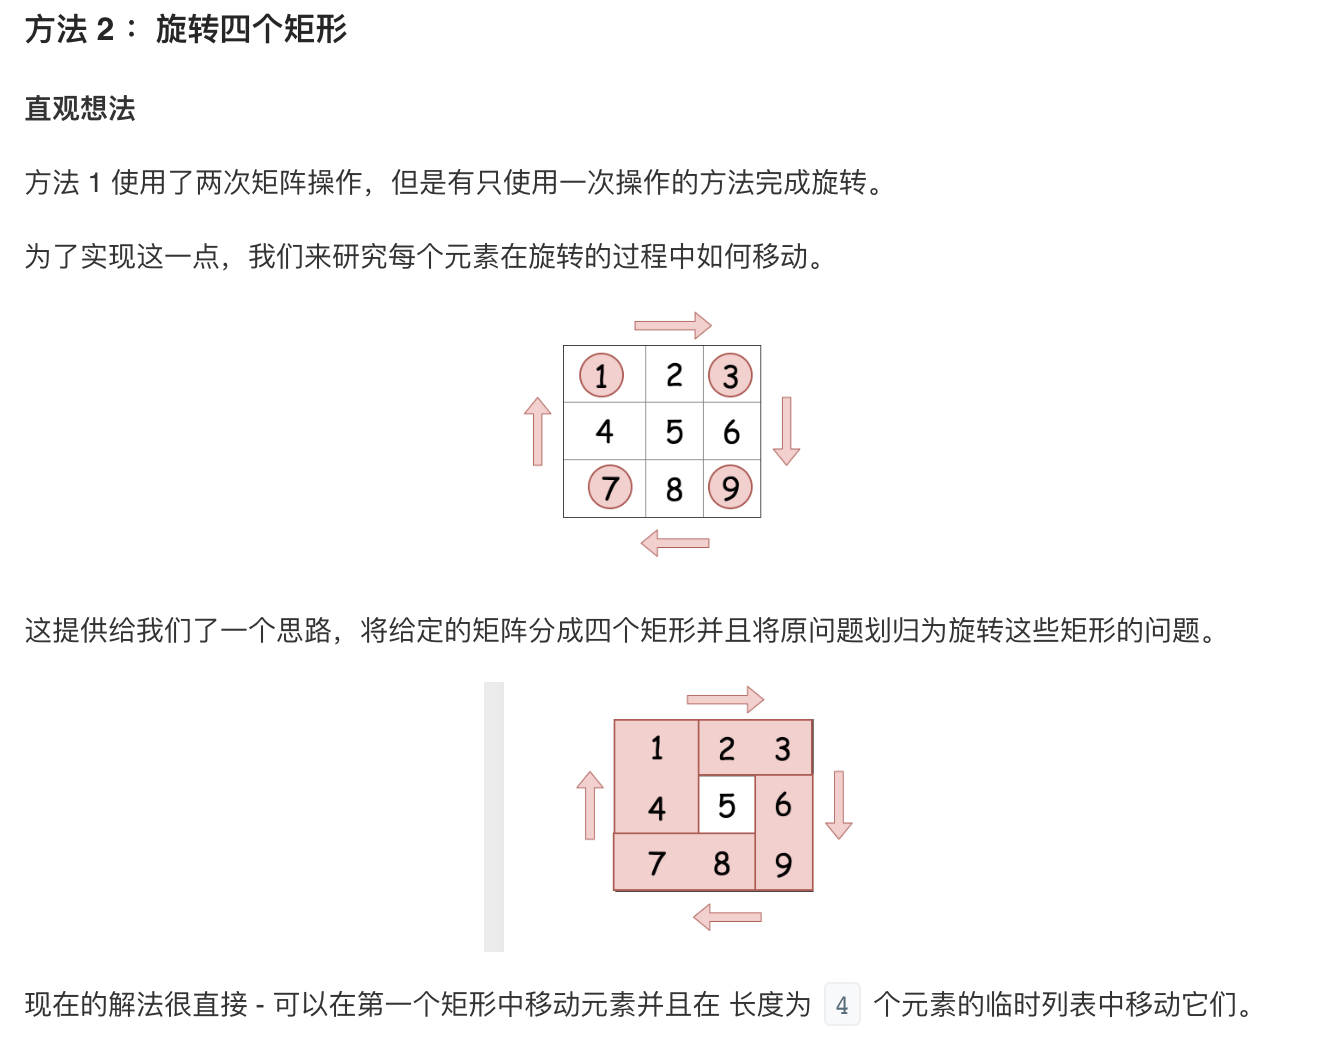 方法 2 ： 旋转四个矩形
直观想法
方法 1 使用了两次矩阵操作，但是有只使用一次操作的方法完成旋转。
为了实现这一点，我们来研究每个元素在旋转的过程中如何移动。
1 2 3
4 5 6
7 8 9
这提供给我们了一个思路，将给定的矩阵分成四个矩形并且将原问题划归为旋转这些矩形的问题。
1 2 3
4 5 6
7 8 9
现在的解法很直接 - 可以在第一个矩形中移动元素并且在 长度为 4 个元素的临时列表中移动它们。